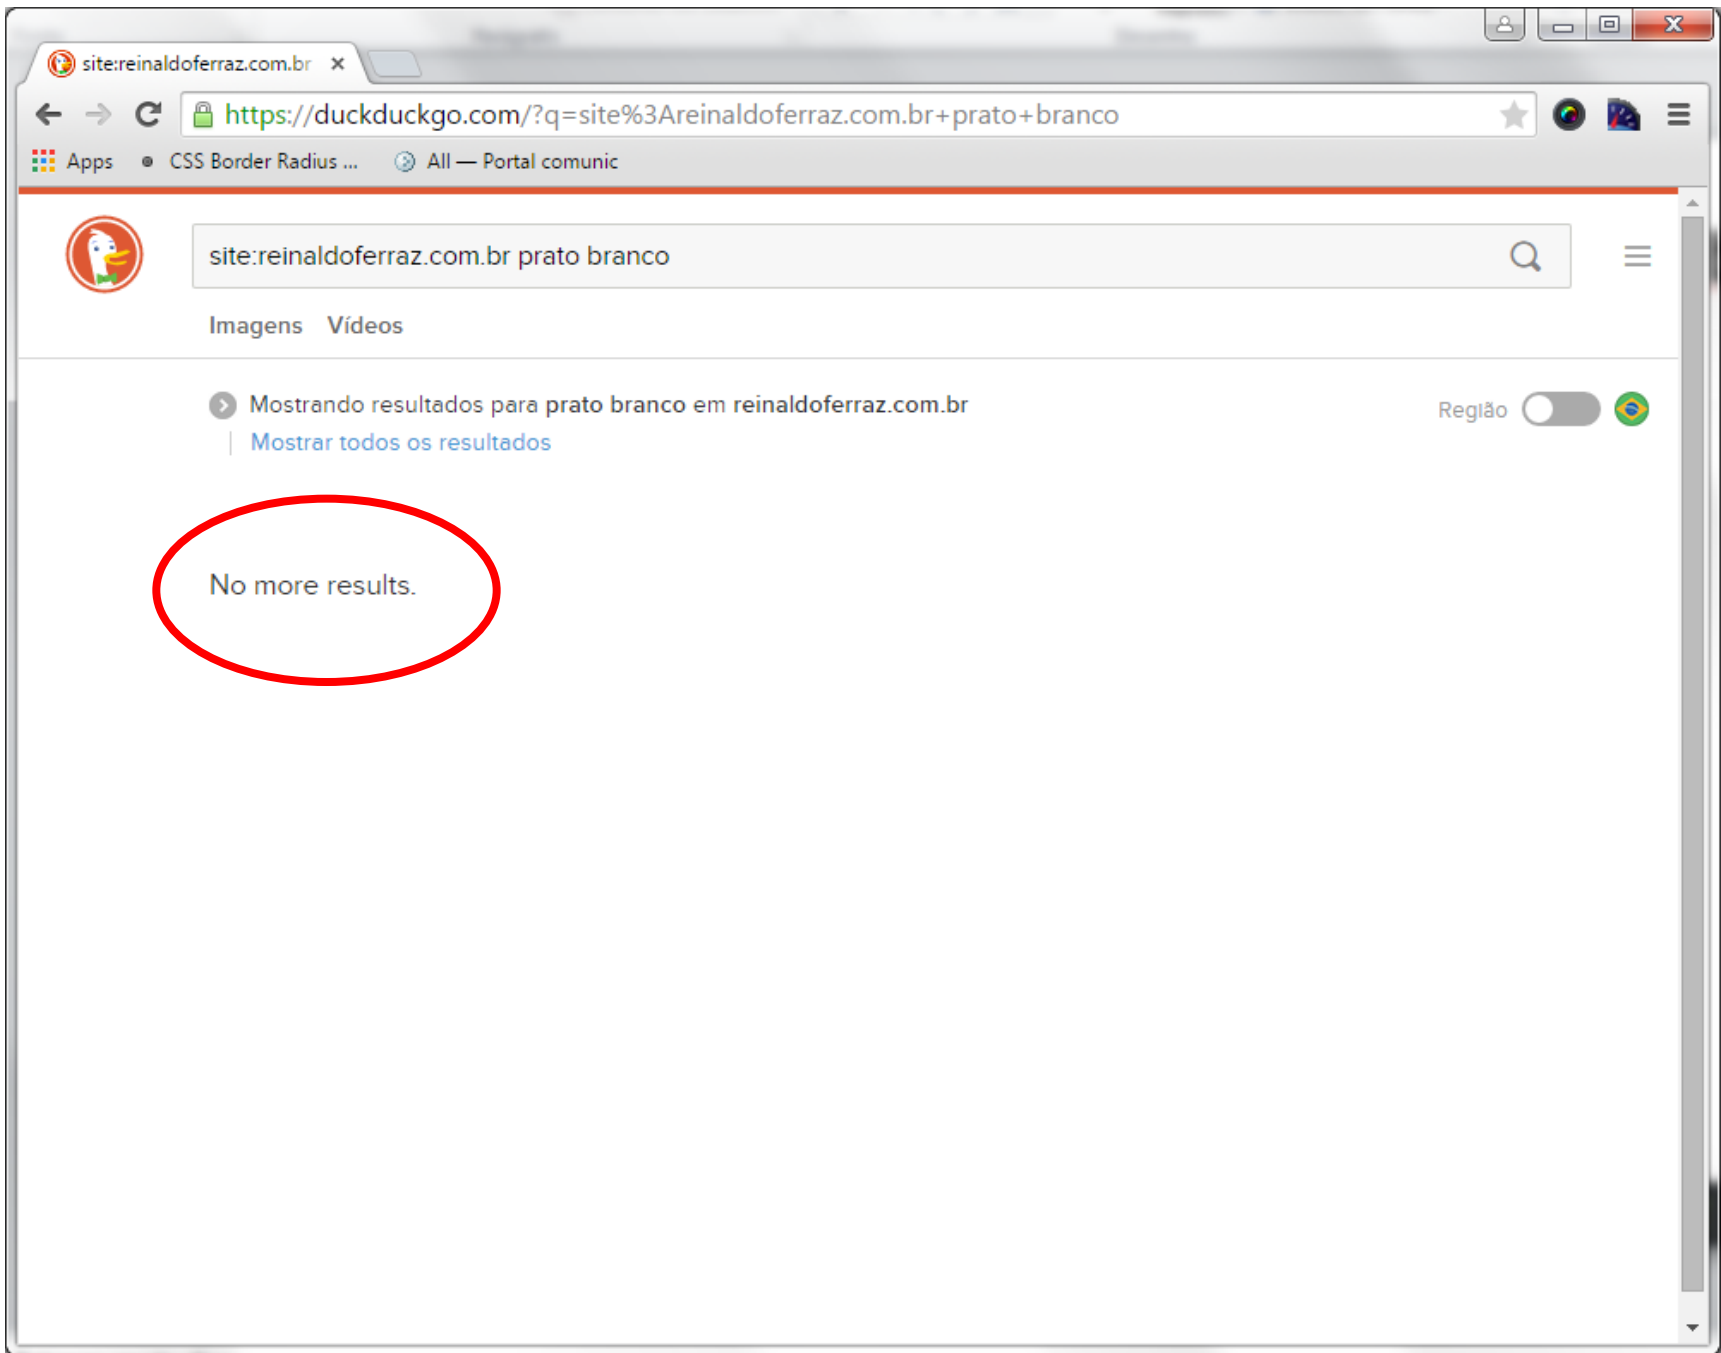 site:reinaldoferraz.com.br
https://duckduckgo.com/?q=site%3Areinaldoferraz.com.br+prato+branco
Apps CSS Border Radius ... All — Portal comunic
site:reinaldoferraz.com.br prato branco
Imagens Vídeos
Mostrando resultados para prato branco em reinaldoferraz.com.br
Região
Mostrar todos os resultados
No more results.